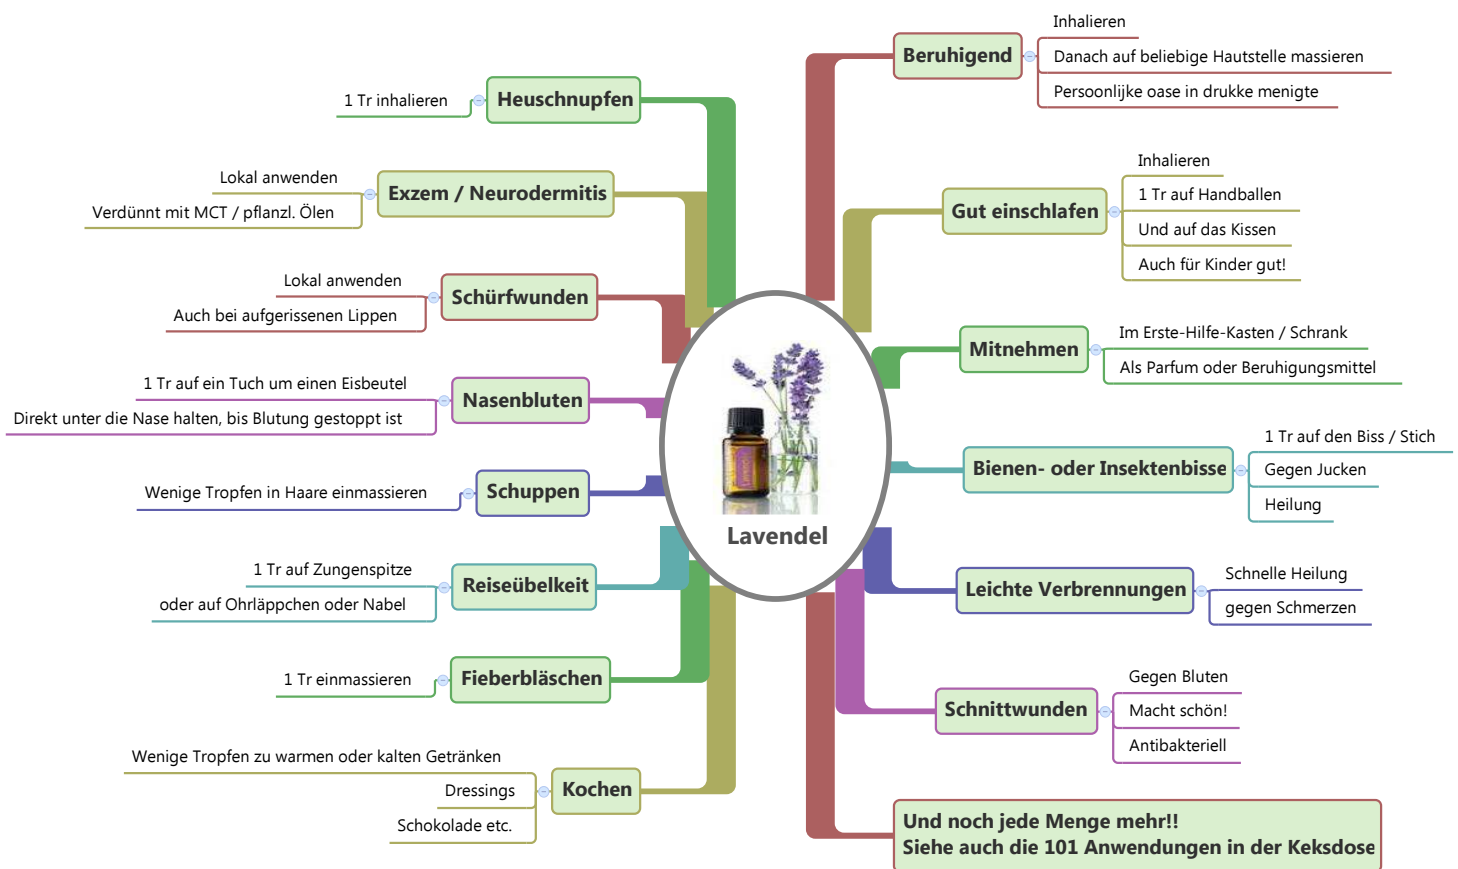 Lavendel
Beruhigend
Inhalieren
Danach auf beliebige Hautstelle massieren
Persoonlijke oase in drukke menigte
Gut einschlafen
Inhalieren
1 Tr auf Handballen
Und auf das Kissen
Auch für Kinder gut!
Mitnehmen
Im Erste-Hilfe-Kasten / Schrank
Als Parfum oder Beruhigungsmittel
Bienen- oder Insektenbisse
1 Tr auf den Biss / Stich
Gegen Jucken
Heilung
Leichte Verbrennungen
Schnelle Heilung
gegen Schmerzen
Schnittwunden
Gegen Bluten
Macht schön!
Antibakteriell
Und noch jede Menge mehr!!
Siehe auch die 101 Anwendungen in der Keksdose
Heuschnupfen
1 Tr inhalieren
Exzem / Neurodermitis
Lokal anwenden
Verdünnt mit MCT / pflanzl. Ölen
Schürfwunden
Lokal anwenden
Auch bei aufgerissenen Lippen
Nasenbluten
1 Tr auf ein Tuch um einen Eisbeutel
Direkt unter die Nase halten, bis Blutung gestoppt ist
Schuppen
Wenige Tropfen in Haare einmassieren
Reiseübelkeit
1 Tr auf Zungenspitze
oder auf Ohrläppchen oder Nabel
Fieberbläschen
1 Tr einmassieren
Kochen
Wenige Tropfen zu warmen oder kalten Getränken
Dressings
Schokolade etc.